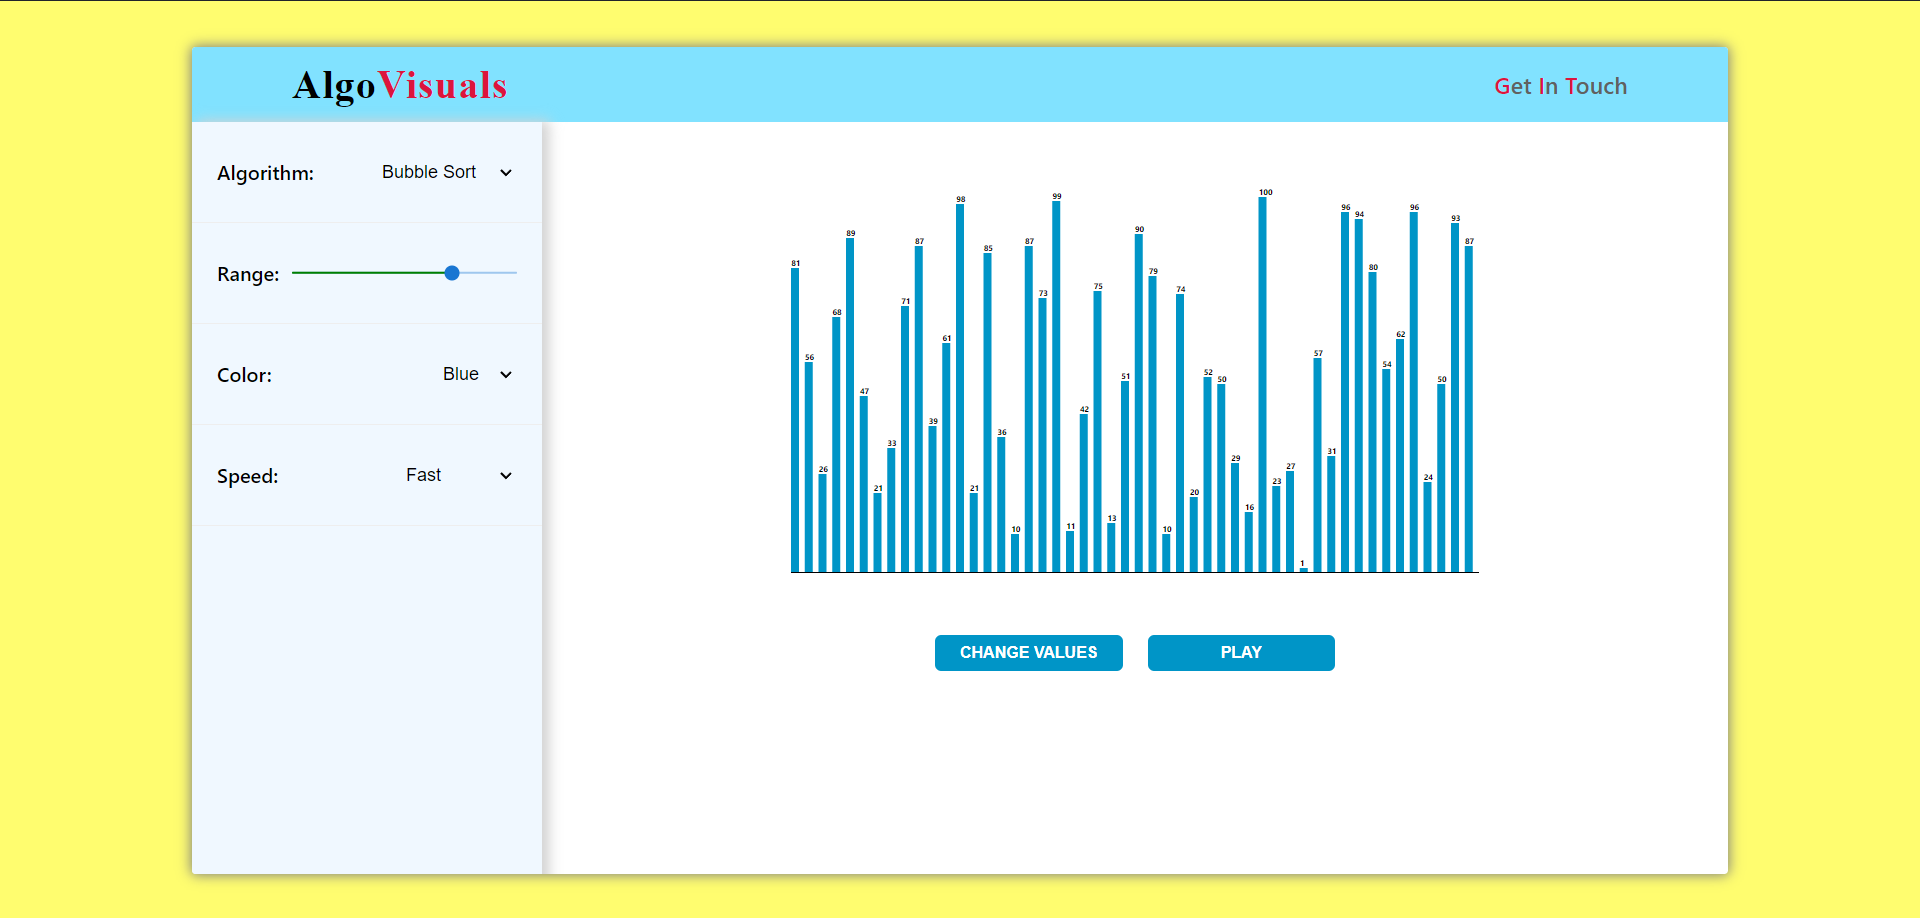 AlgoVisuals
Get In Touch
Algorithm: Bubble Sort
Range:
Color: Blue
Speed: Fast
81 56 26 68 89 47 21 33 71 87 39 61 98 21 85 36 10 87 73 99 11 42 75 13 51 90 79 10 74 20 52 50 29 16 100 23 27 1 57 31 96 94 80 54 62 96 24 50 93 87
CHANGE VALUES
PLAY